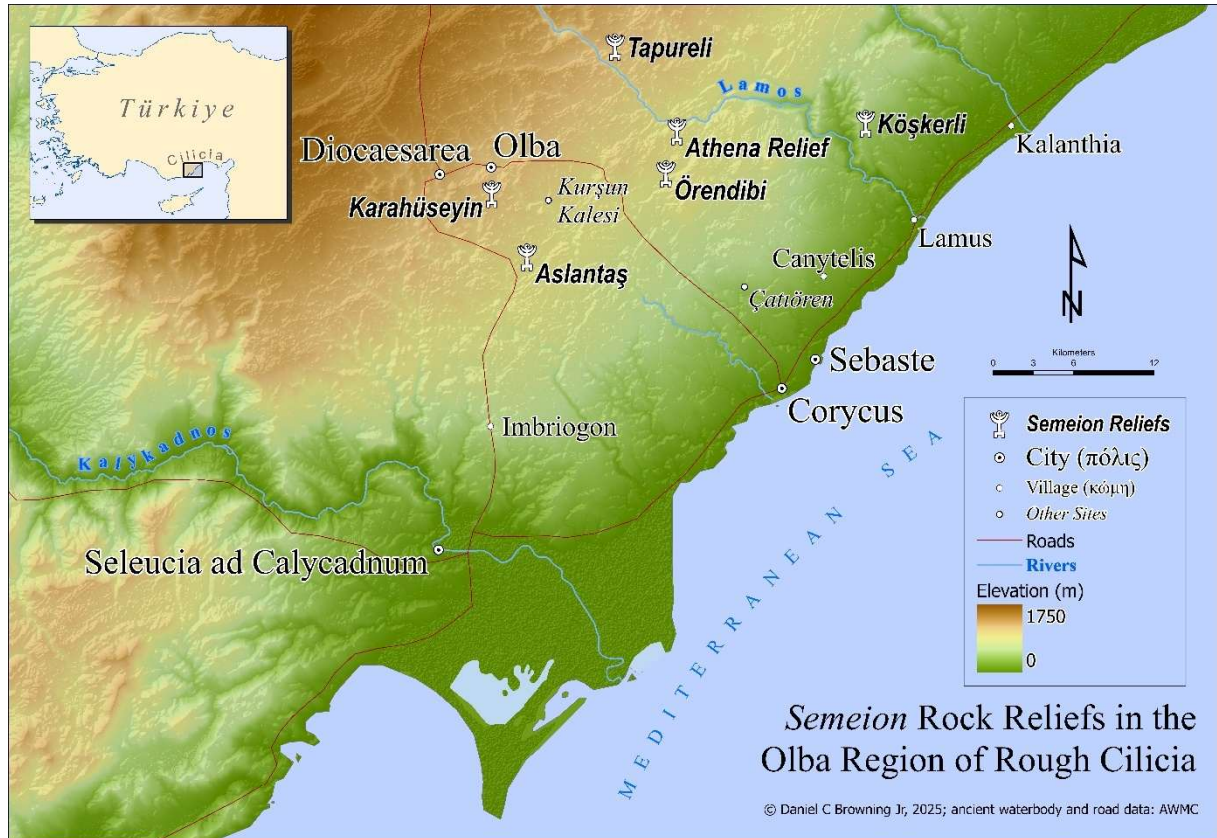 Türkiye
Cilicia
Tapureli
Lamos
Köşkerli
Kalanthia
Athena Relief
Örendibi
Diocaesarea
Olba
Karahüseyin
Kurşun
Kalesi
Aslantaş
Lamus
Canytelis
Çatıören
Sebaste
Corycus
Imbriogon
Kalykadnos
Seleucia ad Calycadnum
MEDITERRANEAN SEA
N
Kilometers
0 3 6 12
Semeion Reliefs
City (πόλις)
Village (κώμη)
Other Sites
Roads
Rivers
Elevation (m)
1750
0
Semeion Rock Reliefs in the
Olba Region of Rough Cilicia
© Daniel C Browning Jr, 2025; ancient waterbody and road data: AWMC